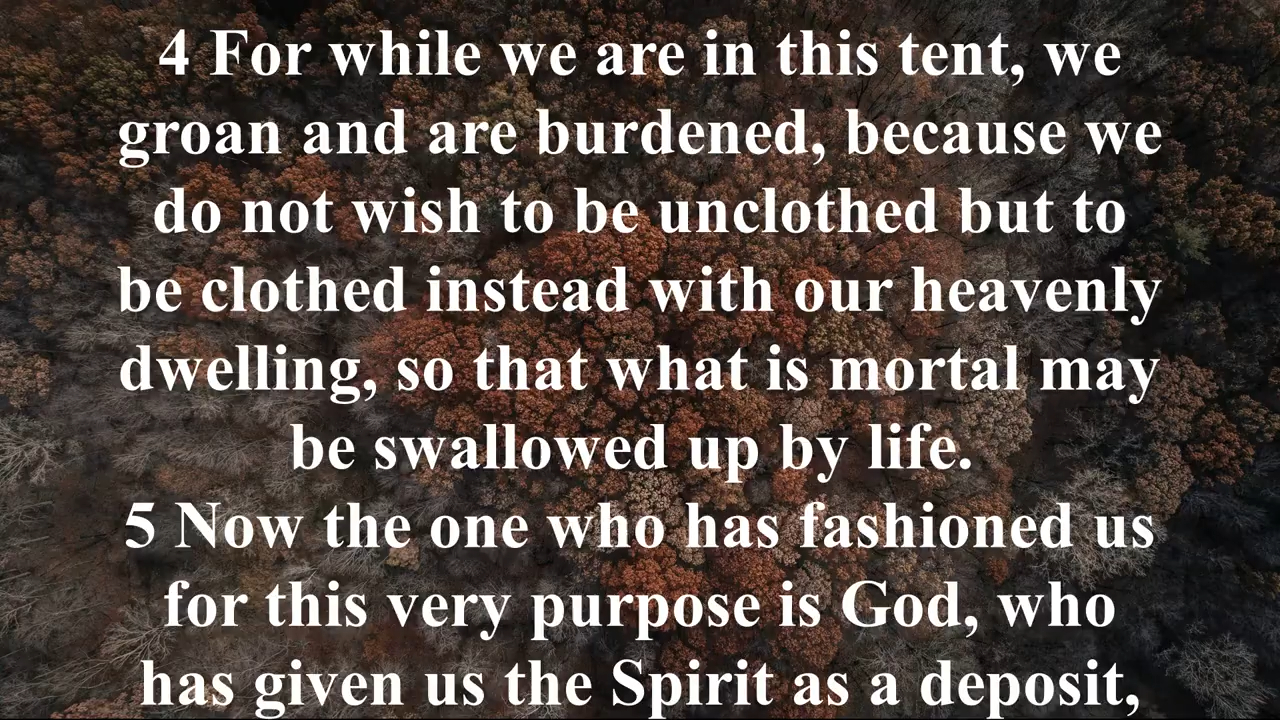 4 For while we are in this tent, we
groan and are burdened, because we
do not wish to be unclothed but to
be clothed instead with our heavenly
dwelling, so that what is mortal may
be swallowed up by life.
5 Now the one who has fashioned us
for this very purpose is God, who
has given us the Spirit as a deposit,